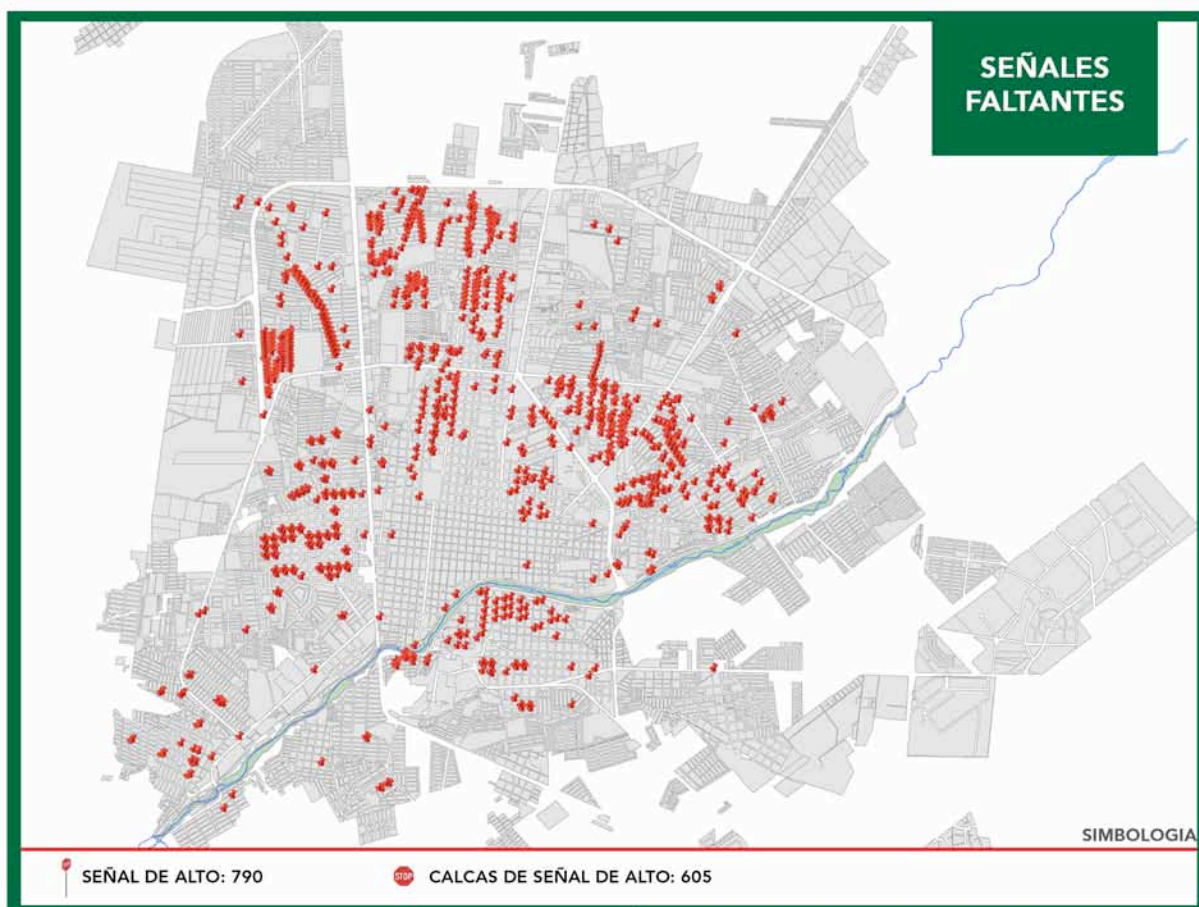 SEÑALES
FALTANTES
SIMBOLOGIA
SEÑAL DE ALTO: 790
STOP
CALCAS DE SEÑAL DE ALTO: 605